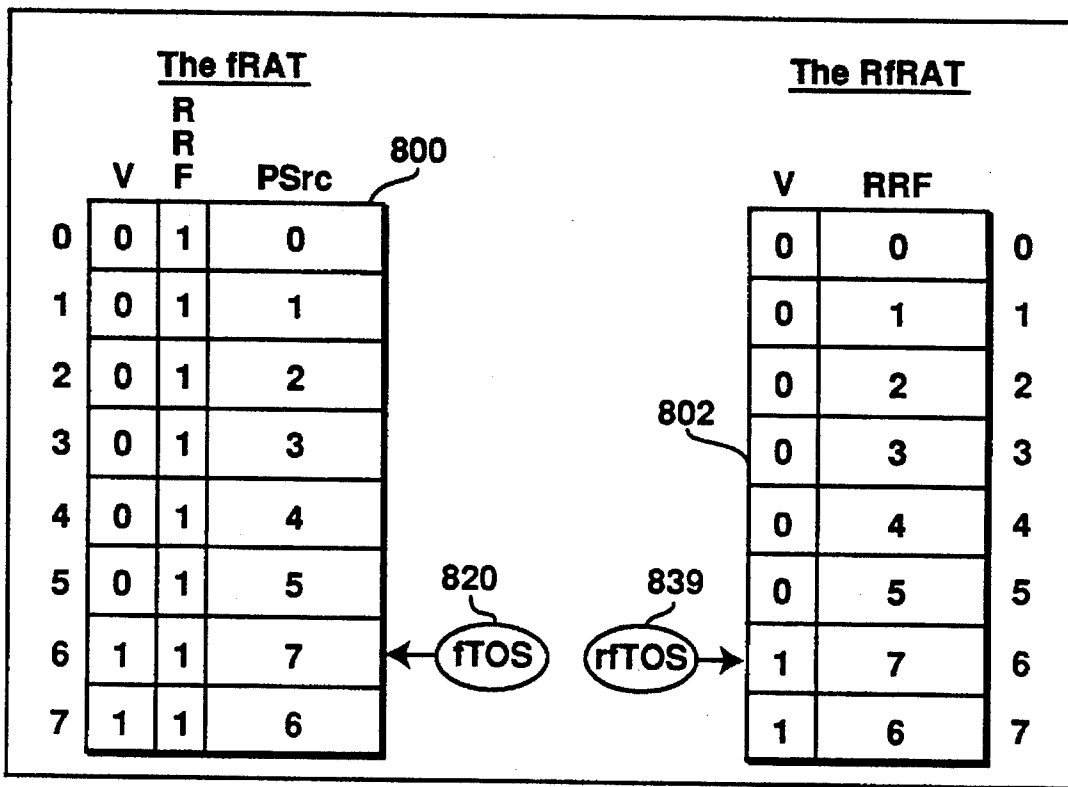 The fRAT
The RfRAT
R
R
V F PSrc 800
V RRF
0 0 1 0
0 0 0
1 0 1 1
0 1 1
2 0 1 2
0 2 2
802
3 0 1 3
0 3 3
4 0 1 4
0 4 4
5 0 1 5
820 839
0 5 5
6 1 1 7
fTOS rfTOS
1 7 6
7 1 1 6
1 6 7